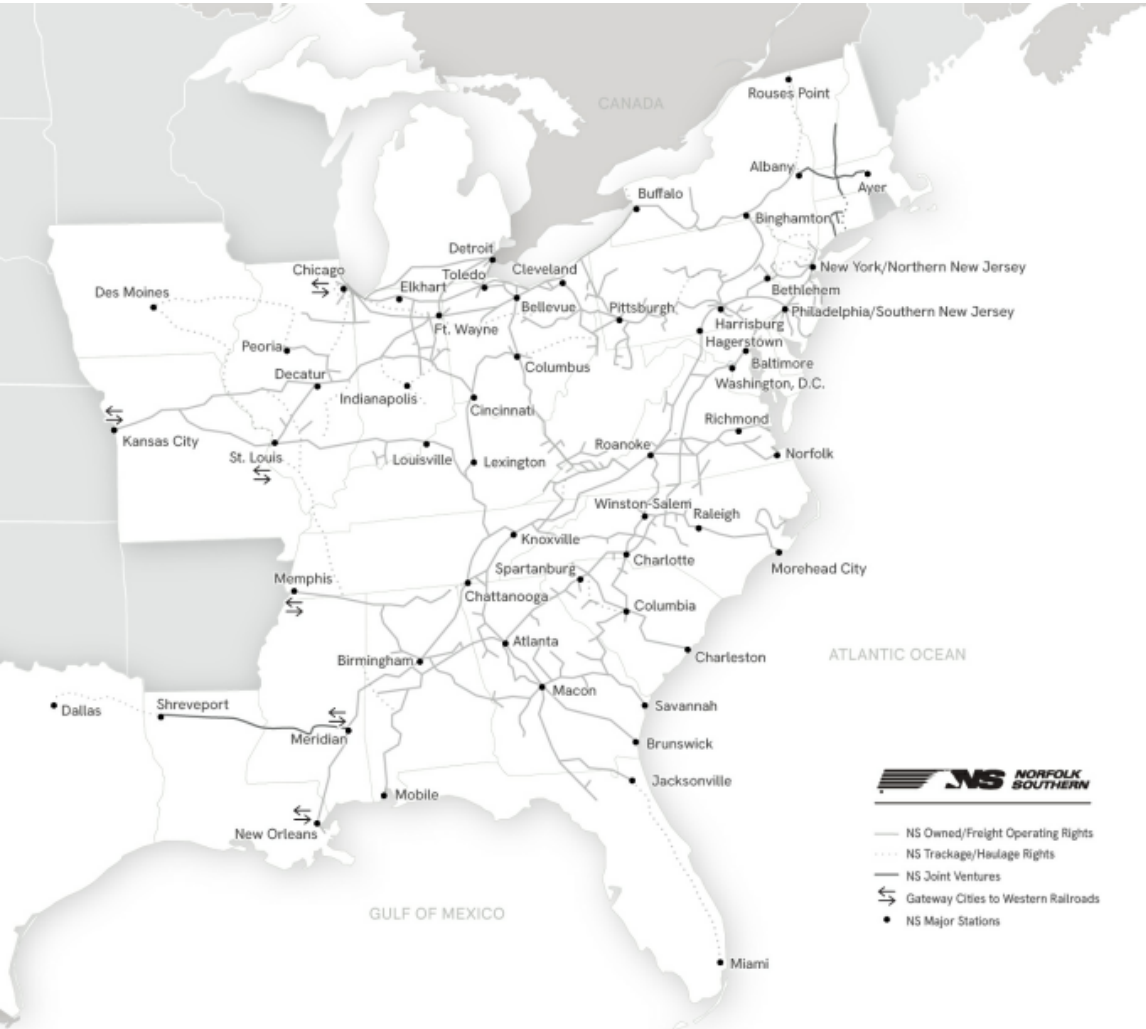 CANADA
Rouses Point
Albany
Ayer
Buffalo
Binghamton
Detroit
Chicago
Toledo
Cleveland
New York/Northern New Jersey
Elkhart
Des Moines
Bethlehem
Bellevue
Pittsburgh
Philadelphia/Southern New Jersey
Ft. Wayne
Harrisburg
Hagerstown
Peoria
Baltimore
Columbus
Decatur
Washington, D.C.
Indianapolis
Cincinnati
Richmond
Kansas City
Roanoke
St. Louis
Louisville
Lexington
Norfolk
Winston-Salem
Raleigh
Knoxville
Charlotte
Spartanburg
Morehead City
Memphis
Chattanooga
Columbia
Atlanta
Birmingham
Charleston
ATLANTIC OCEAN
Macon
Shreveport
Savannah
Dallas
Meridian
Brunswick
Jacksonville
Mobile
New Orleans
GULF OF MEXICO
Miami
NS NORFOLK
SOUTHERN
NS Owned/Freight Operating Rights
NS Trackage/Haulage Rights
NS Joint Ventures
Gateway Cities to Western Railroads
NS Major Stations